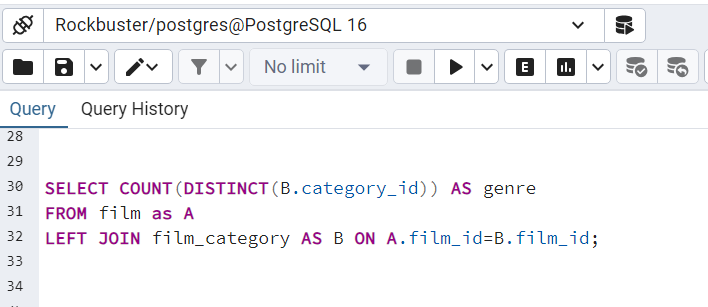 Rockbuster/postgres@PostgreSQL 16
No limit
E
Query Query History
28
29
30 SELECT COUNT(DISTINCT(B.category_id)) AS genre
31 FROM film as A
32 LEFT JOIN film_category AS B ON A.film_id=B.film_id;
33
34